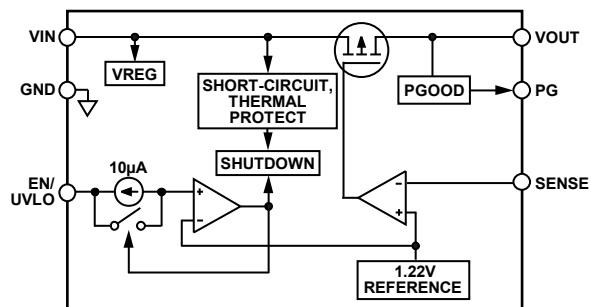 VIN
VOUT
VREG
GND
SHORT-CIRCUIT,
THERMAL
PROTECT
PGOOD
PG
SHUTDOWN
10µA
EN/
UVLO
SENSE
+
–
–
+
1.22V
REFERENCE